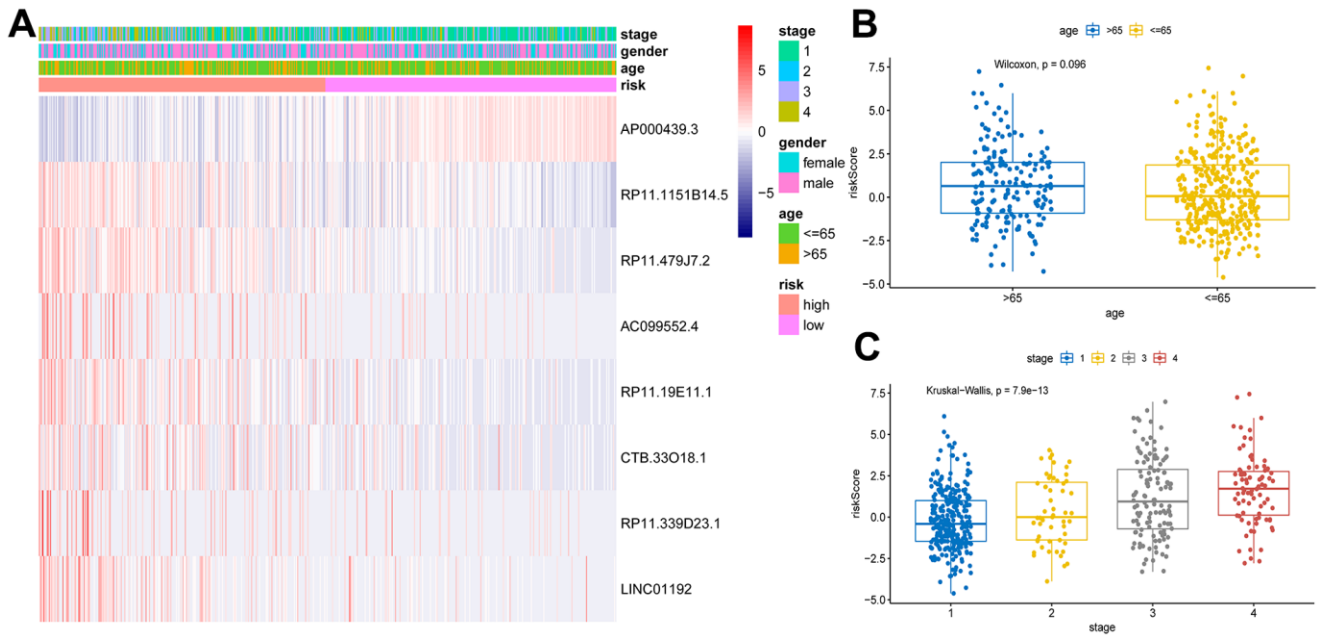 A
stage
gender
age
risk
AP000439.3
RP11.1151B14.5
RP11.479J7.2
AC099552.4
RP11.19E11.1
CTB.33O18.1
RP11.339D23.1
LINC01192
5
0
−5
stage
1
2
3
4
gender
female
male
age
<=65
>65
risk
high
low
B
age >65 <=65
Wilcoxon, p = 0.096
riskScore
7.5
5.0
2.5
0.0
−2.5
−5.0
>65 <=65
age
C
stage 1 2 3 4
Kruskal−Wallis, p = 7.9e−13
riskScore
7.5
5.0
2.5
0.0
−2.5
−5.0
1 2 3 4
stage